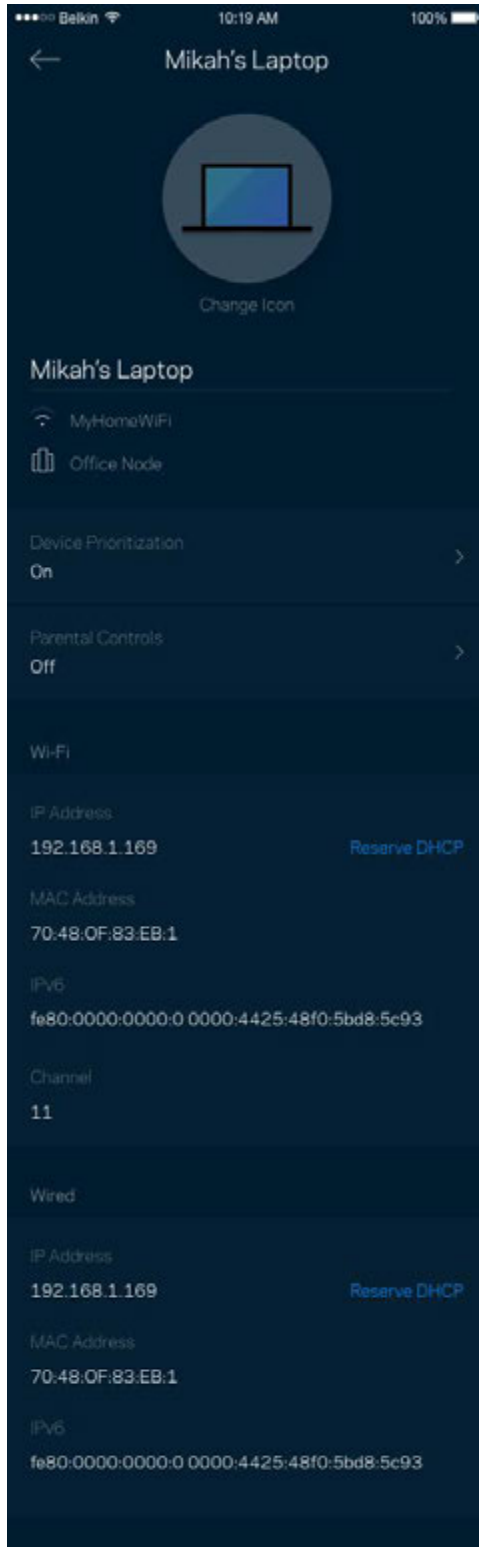 Belkin 10:19 AM 100%
Mikah's Laptop
Change Icon
Mikah's Laptop
MyHomeWiFi
Office Node
Device Prioritization
On
Parental Controls
Off
Wi-Fi
IP Address
192.168.1.169 Reserve DHCP
MAC Address
70:48:0F:83:EB:1
IPv6
fe80:0000:0000:0 0000:4425:48f0:5bd8:5c93
Channel
11
Wired
IP Address
192.168.1.169 Reserve DHCP
MAC Address
70:48:0F:83:EB:1
IPv6
fe80:0000:0000:0 0000:4425:48f0:5bd8:5c93